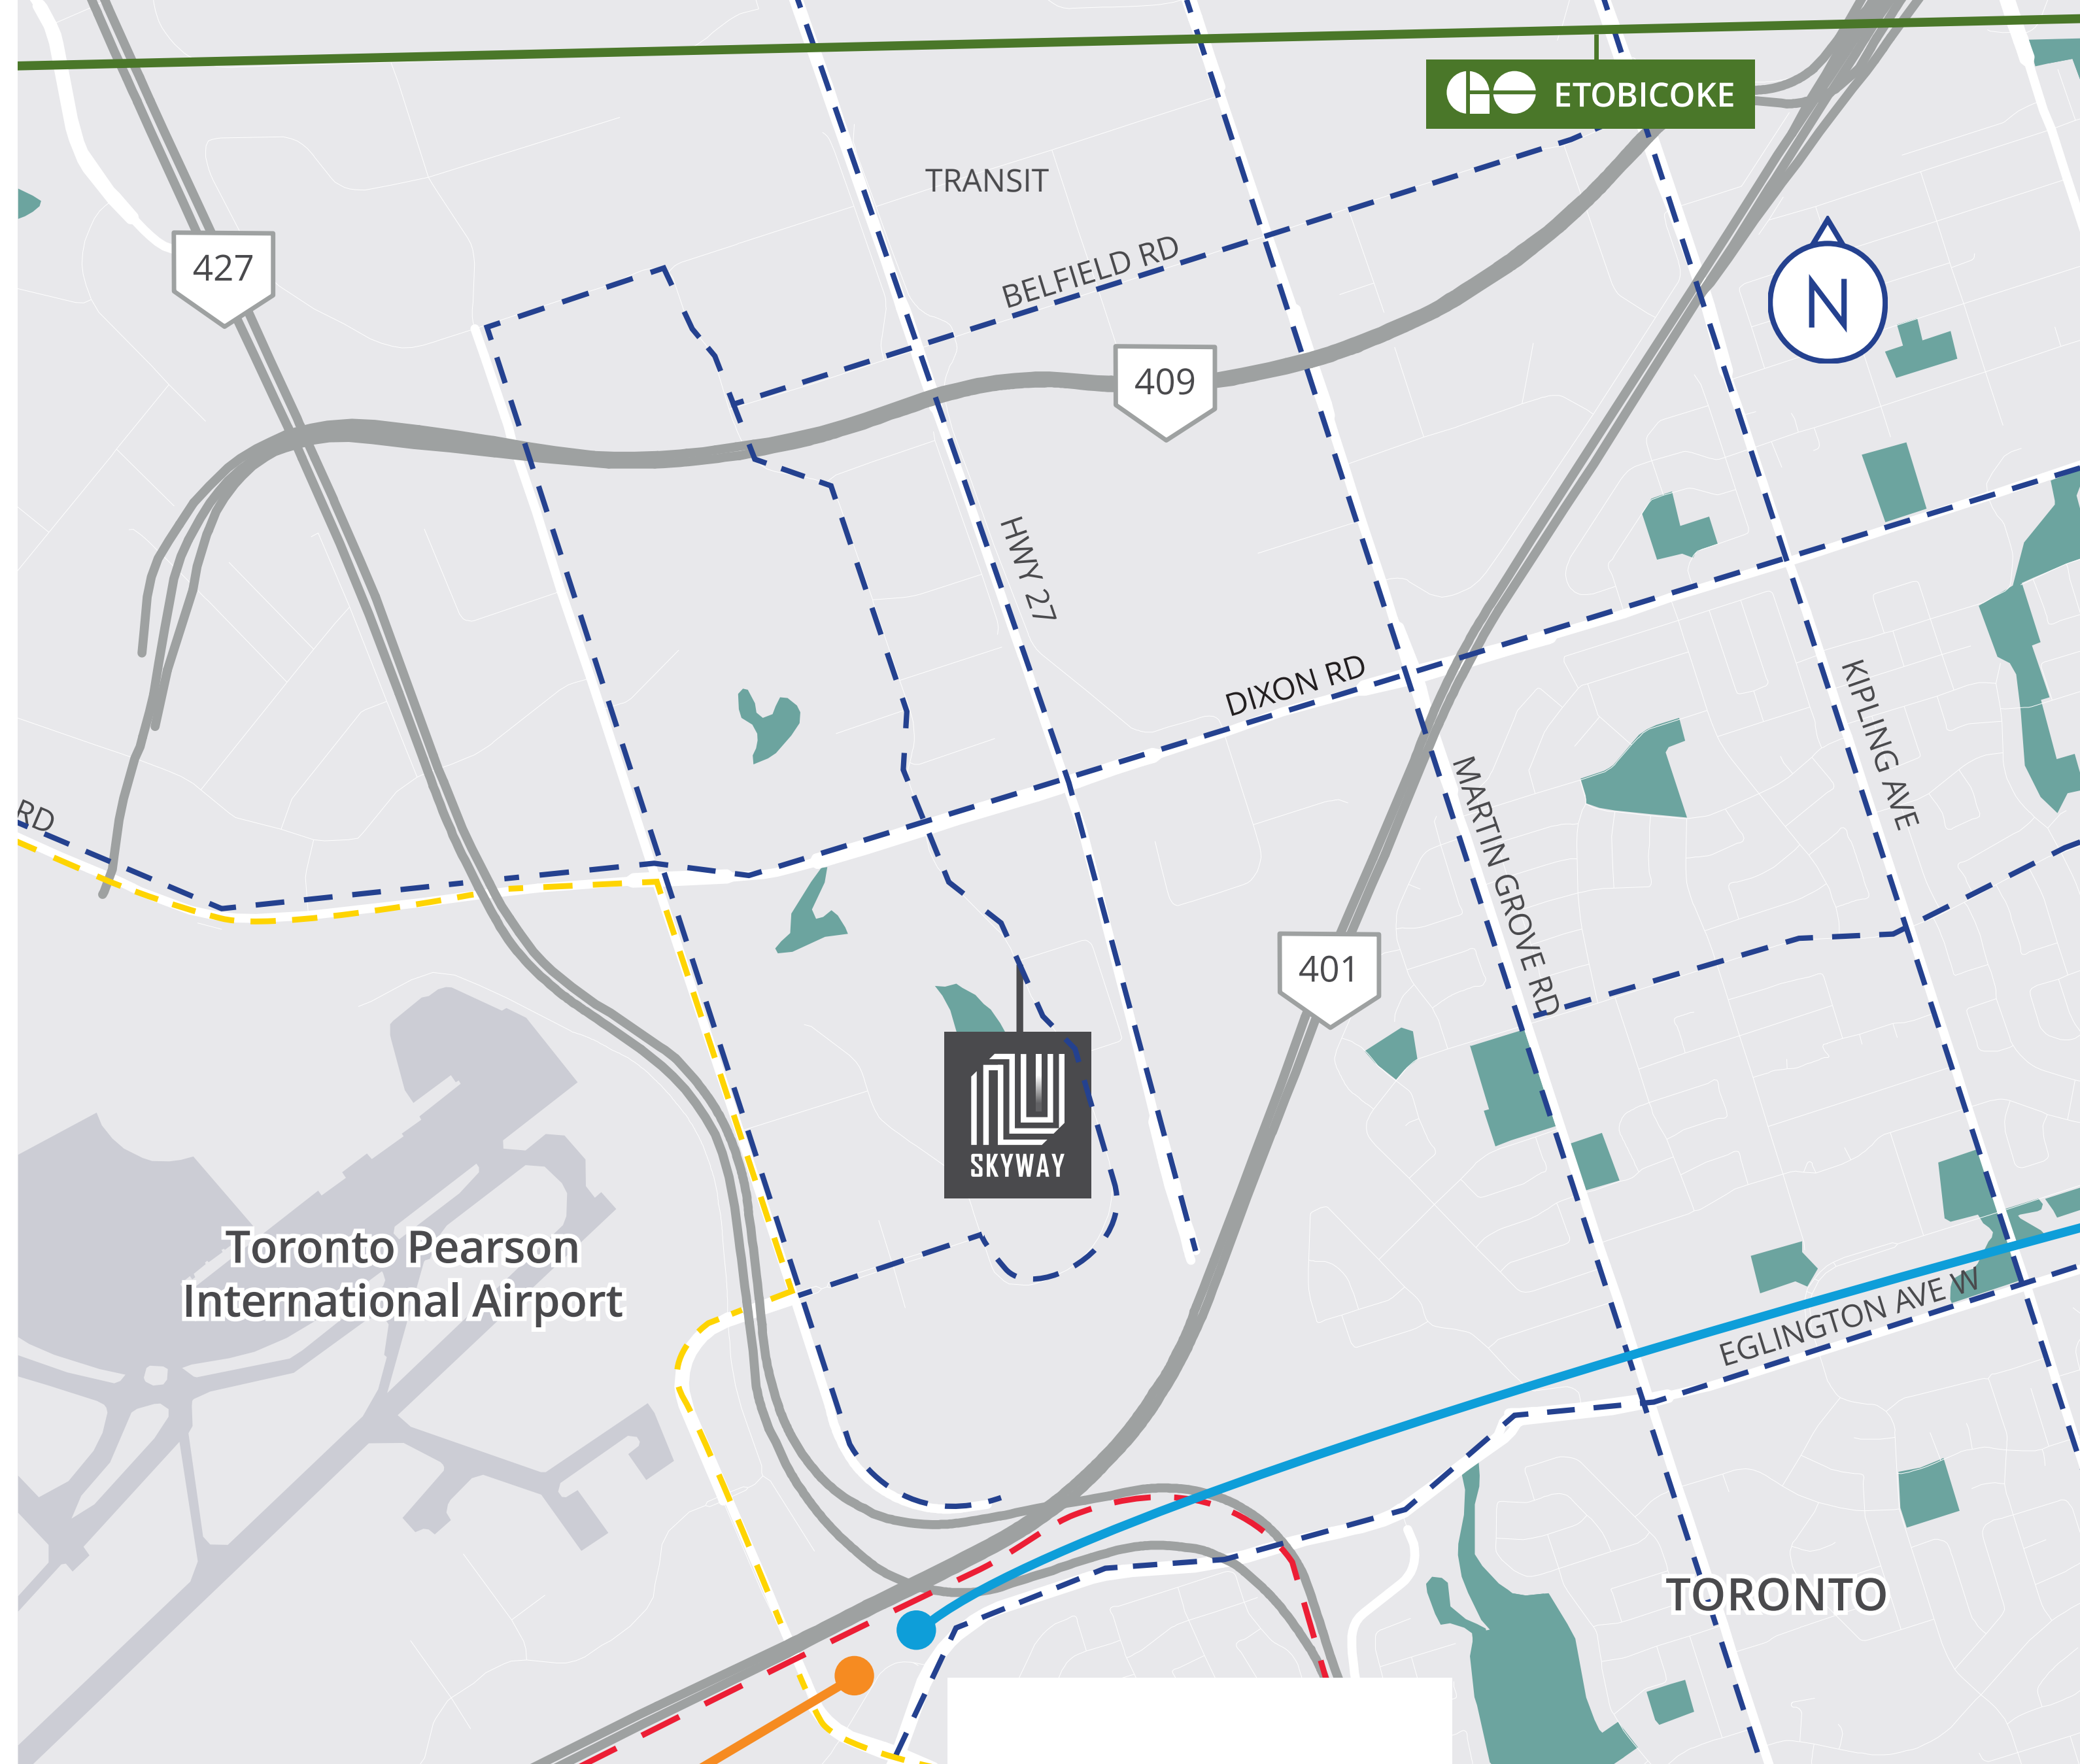 ETOBICOKE
TRANSIT
427
BELFIELD RD
N
409
HWY 27
DIXON RD
KIPLING AVE
MARTIN GROVE RD
RD
401
SKYWAY
Toronto Pearson
International Airport
EGLINGTON AVE W
TORONTO